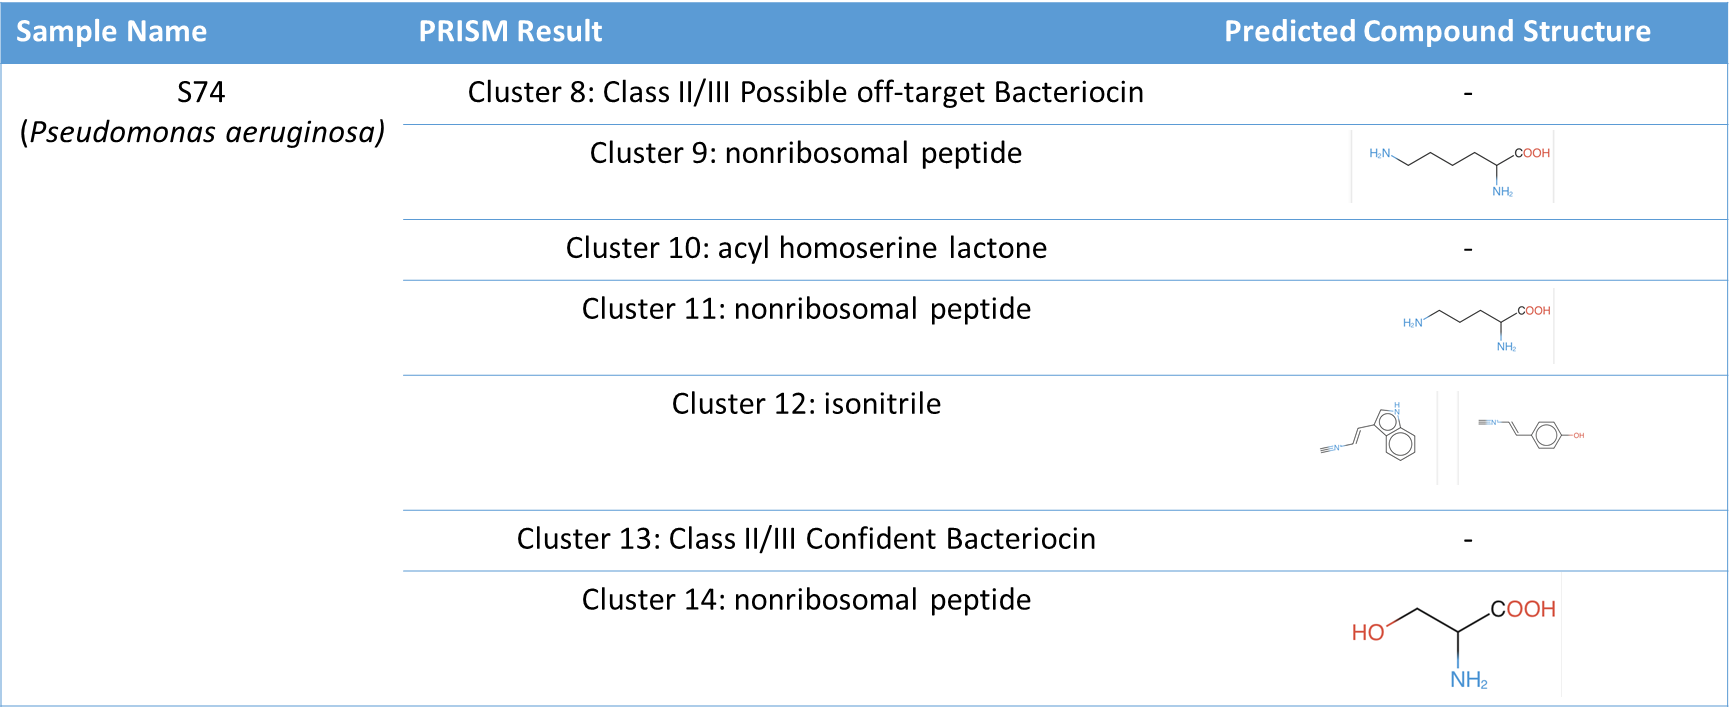 Sample Name PRISM Result Predicted Compound Structure
S74 Cluster 8: Class II/III Possible off-target Bacteriocin -
(Pseudomonas aeruginosa)
Cluster 9: nonribosomal peptide
H₂N COOH
NH₂
Cluster 10: acyl homoserine lactone -
Cluster 11: nonribosomal peptide
H₂N COOH
NH₂
Cluster 12: isonitrile
H
N
N⁺ OH
N⁺
Cluster 13: Class II/III Confident Bacteriocin -
Cluster 14: nonribosomal peptide
COOH
HO
NH₂